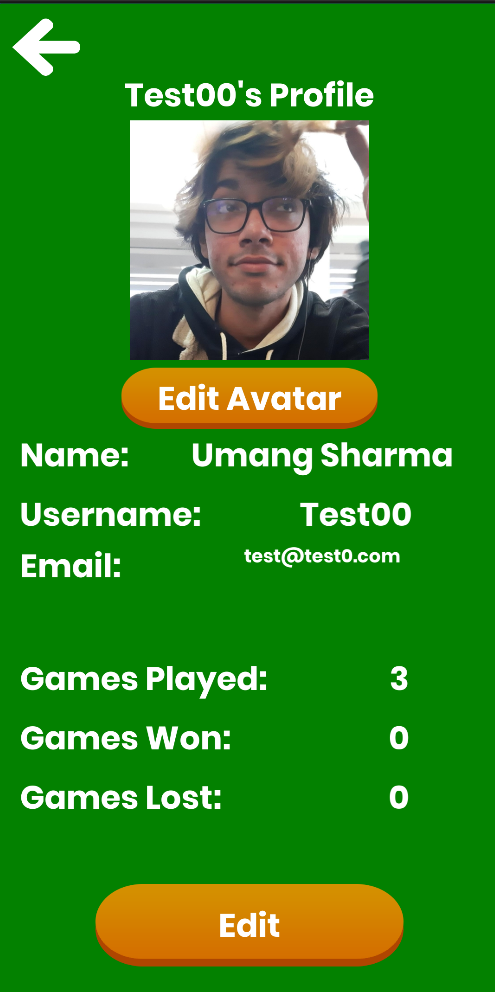 Test00's Profile
Edit Avatar
Name: Umang Sharma
Username: Test00
Email: test@test0.com
Games Played: 3
Games Won: 0
Games Lost: 0
Edit